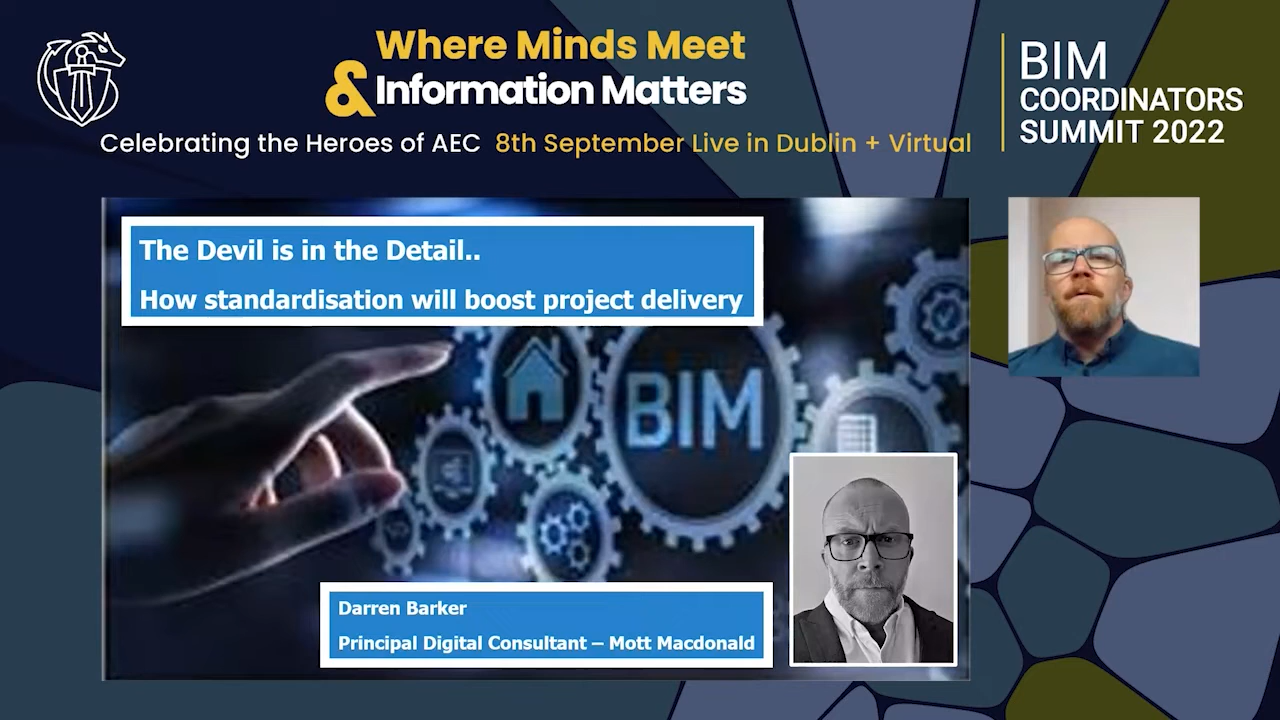 Where Minds Meet
& Information Matters
Celebrating the Heroes of AEC 8th September Live in Dublin + Virtual
BIM
COORDINATORS
SUMMIT 2022
The Devil is in the Detail..
How standardisation will boost project delivery
BIM
Darren Barker
Principal Digital Consultant – Mott Macdonald